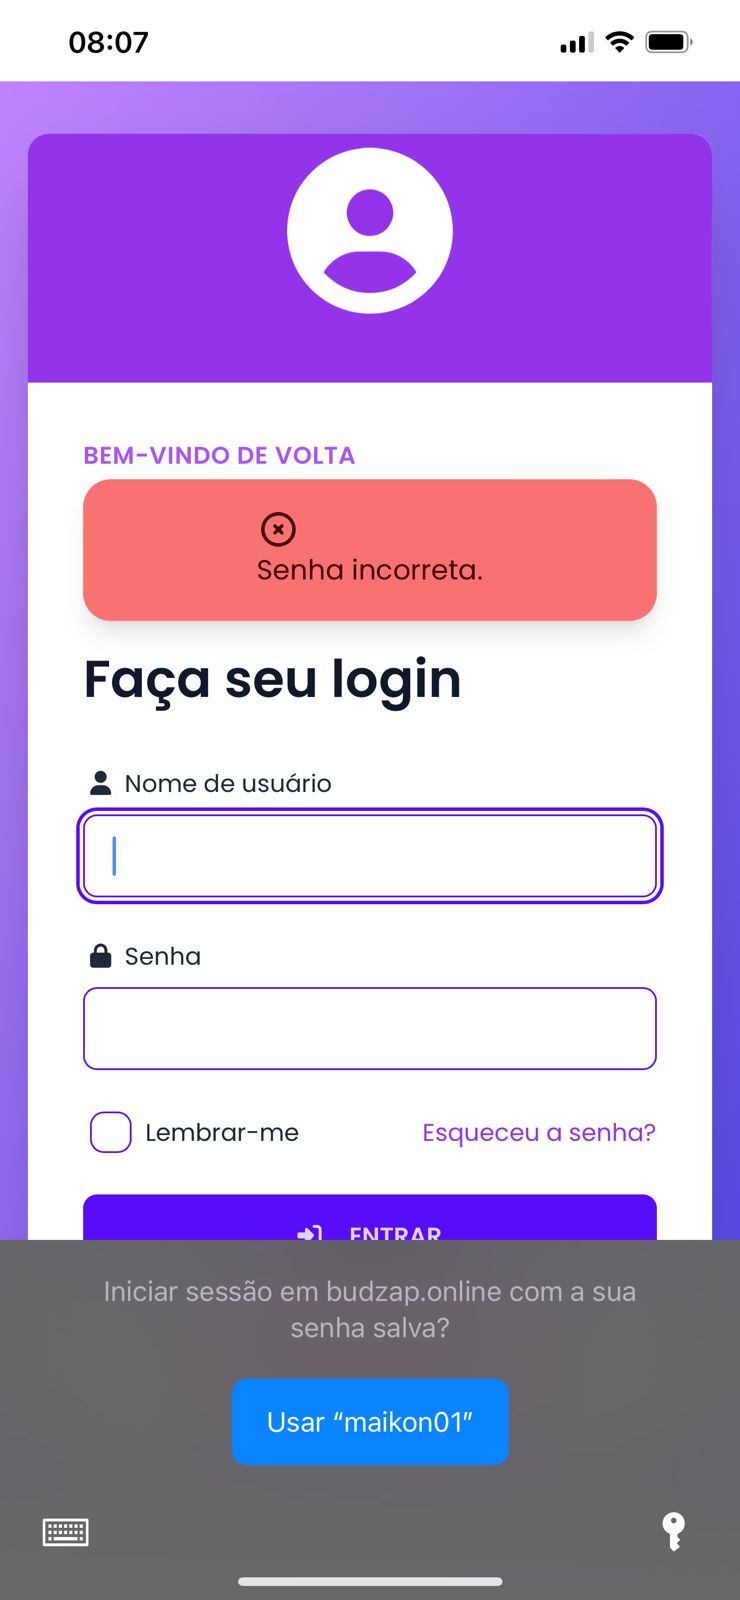 08:07
BEM-VINDO DE VOLTA
Senha incorreta.
Faça seu login
Nome de usuário
Senha
Lembrar-me
Esqueceu a senha?
ENTRAR
Iniciar sessão em budzap.online com a sua
senha salva?
Usar “maikon01”